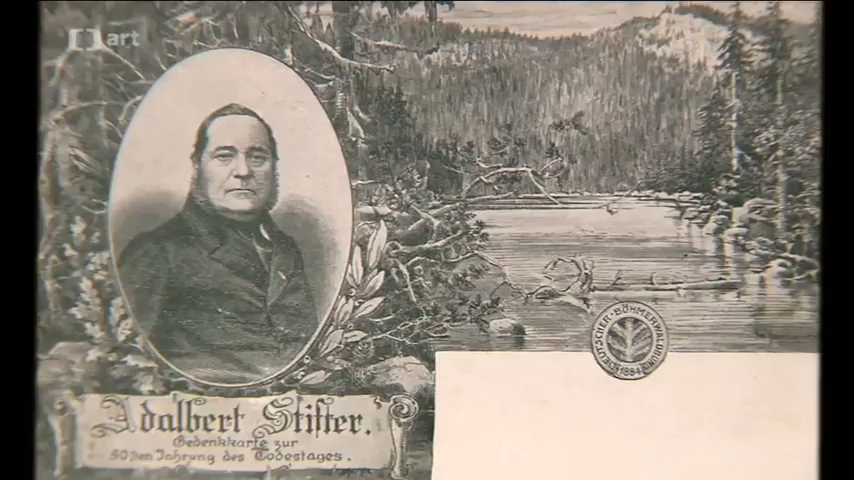 art
Adalbert Stifter.
Gedenkkarte zur
50sten Jahrung des Todestages.
DEUTSCHER·BÖHMERWALDBUND
1884